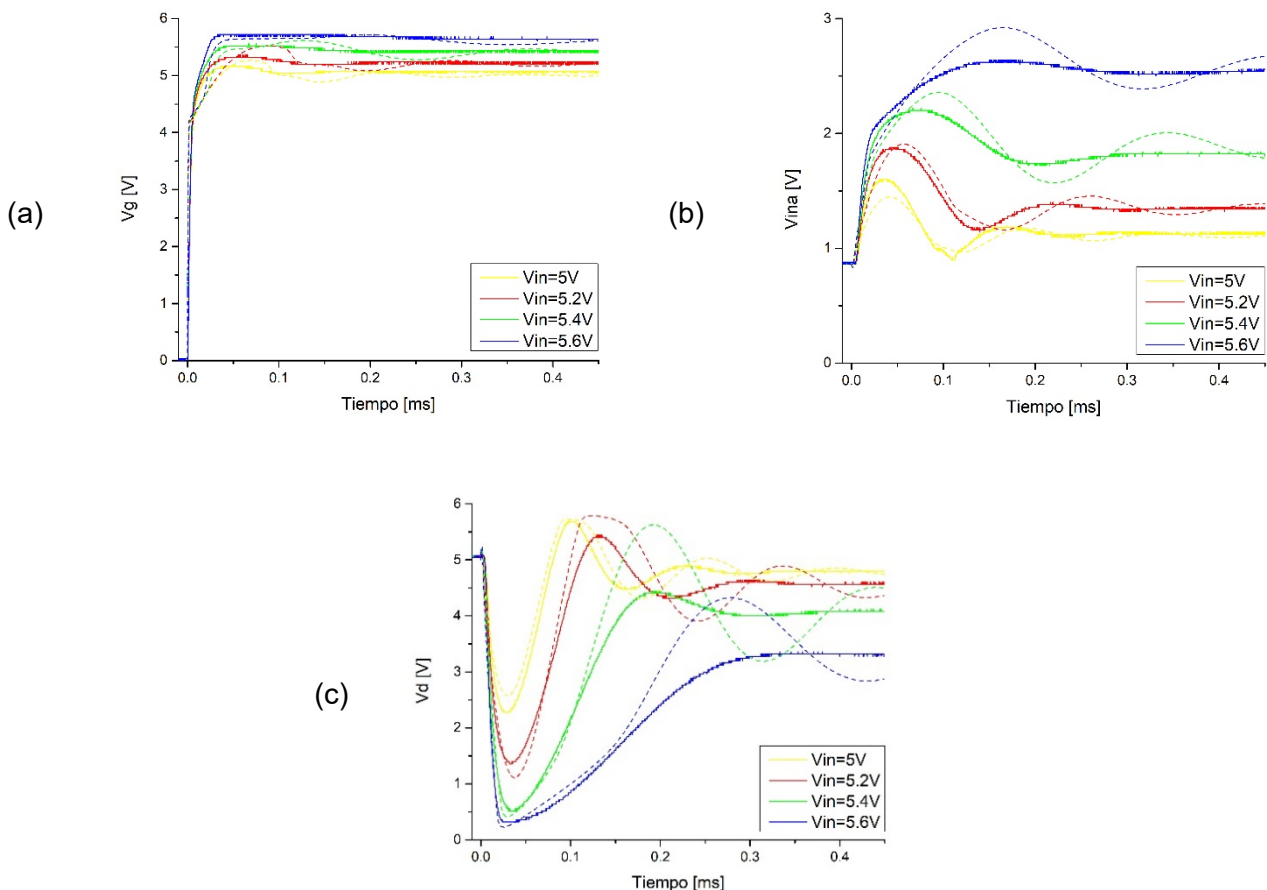 (a)
Vg [V]
6
5
5
4
3
2
1
0
0.0 0.1 0.2 0.3 0.4
Tiempo [ms]
Vin=5V
Vin=5.2V
Vin=5.4V
Vin=5.6V
(b)
Vina [V]
3
2
1
0
0.0 0.1 0.2 0.3 0.4
Tiempo [ms]
Vin=5V
Vin=5.2V
Vin=5.4V
Vin=5.6V
(c)
Vd [V]
6
5
4
3
2
1
0
0.0 0.1 0.2 0.3 0.4
Tiempo [ms]
Vin=5V
Vin=5.2V
Vin=5.4V
Vin=5.6V